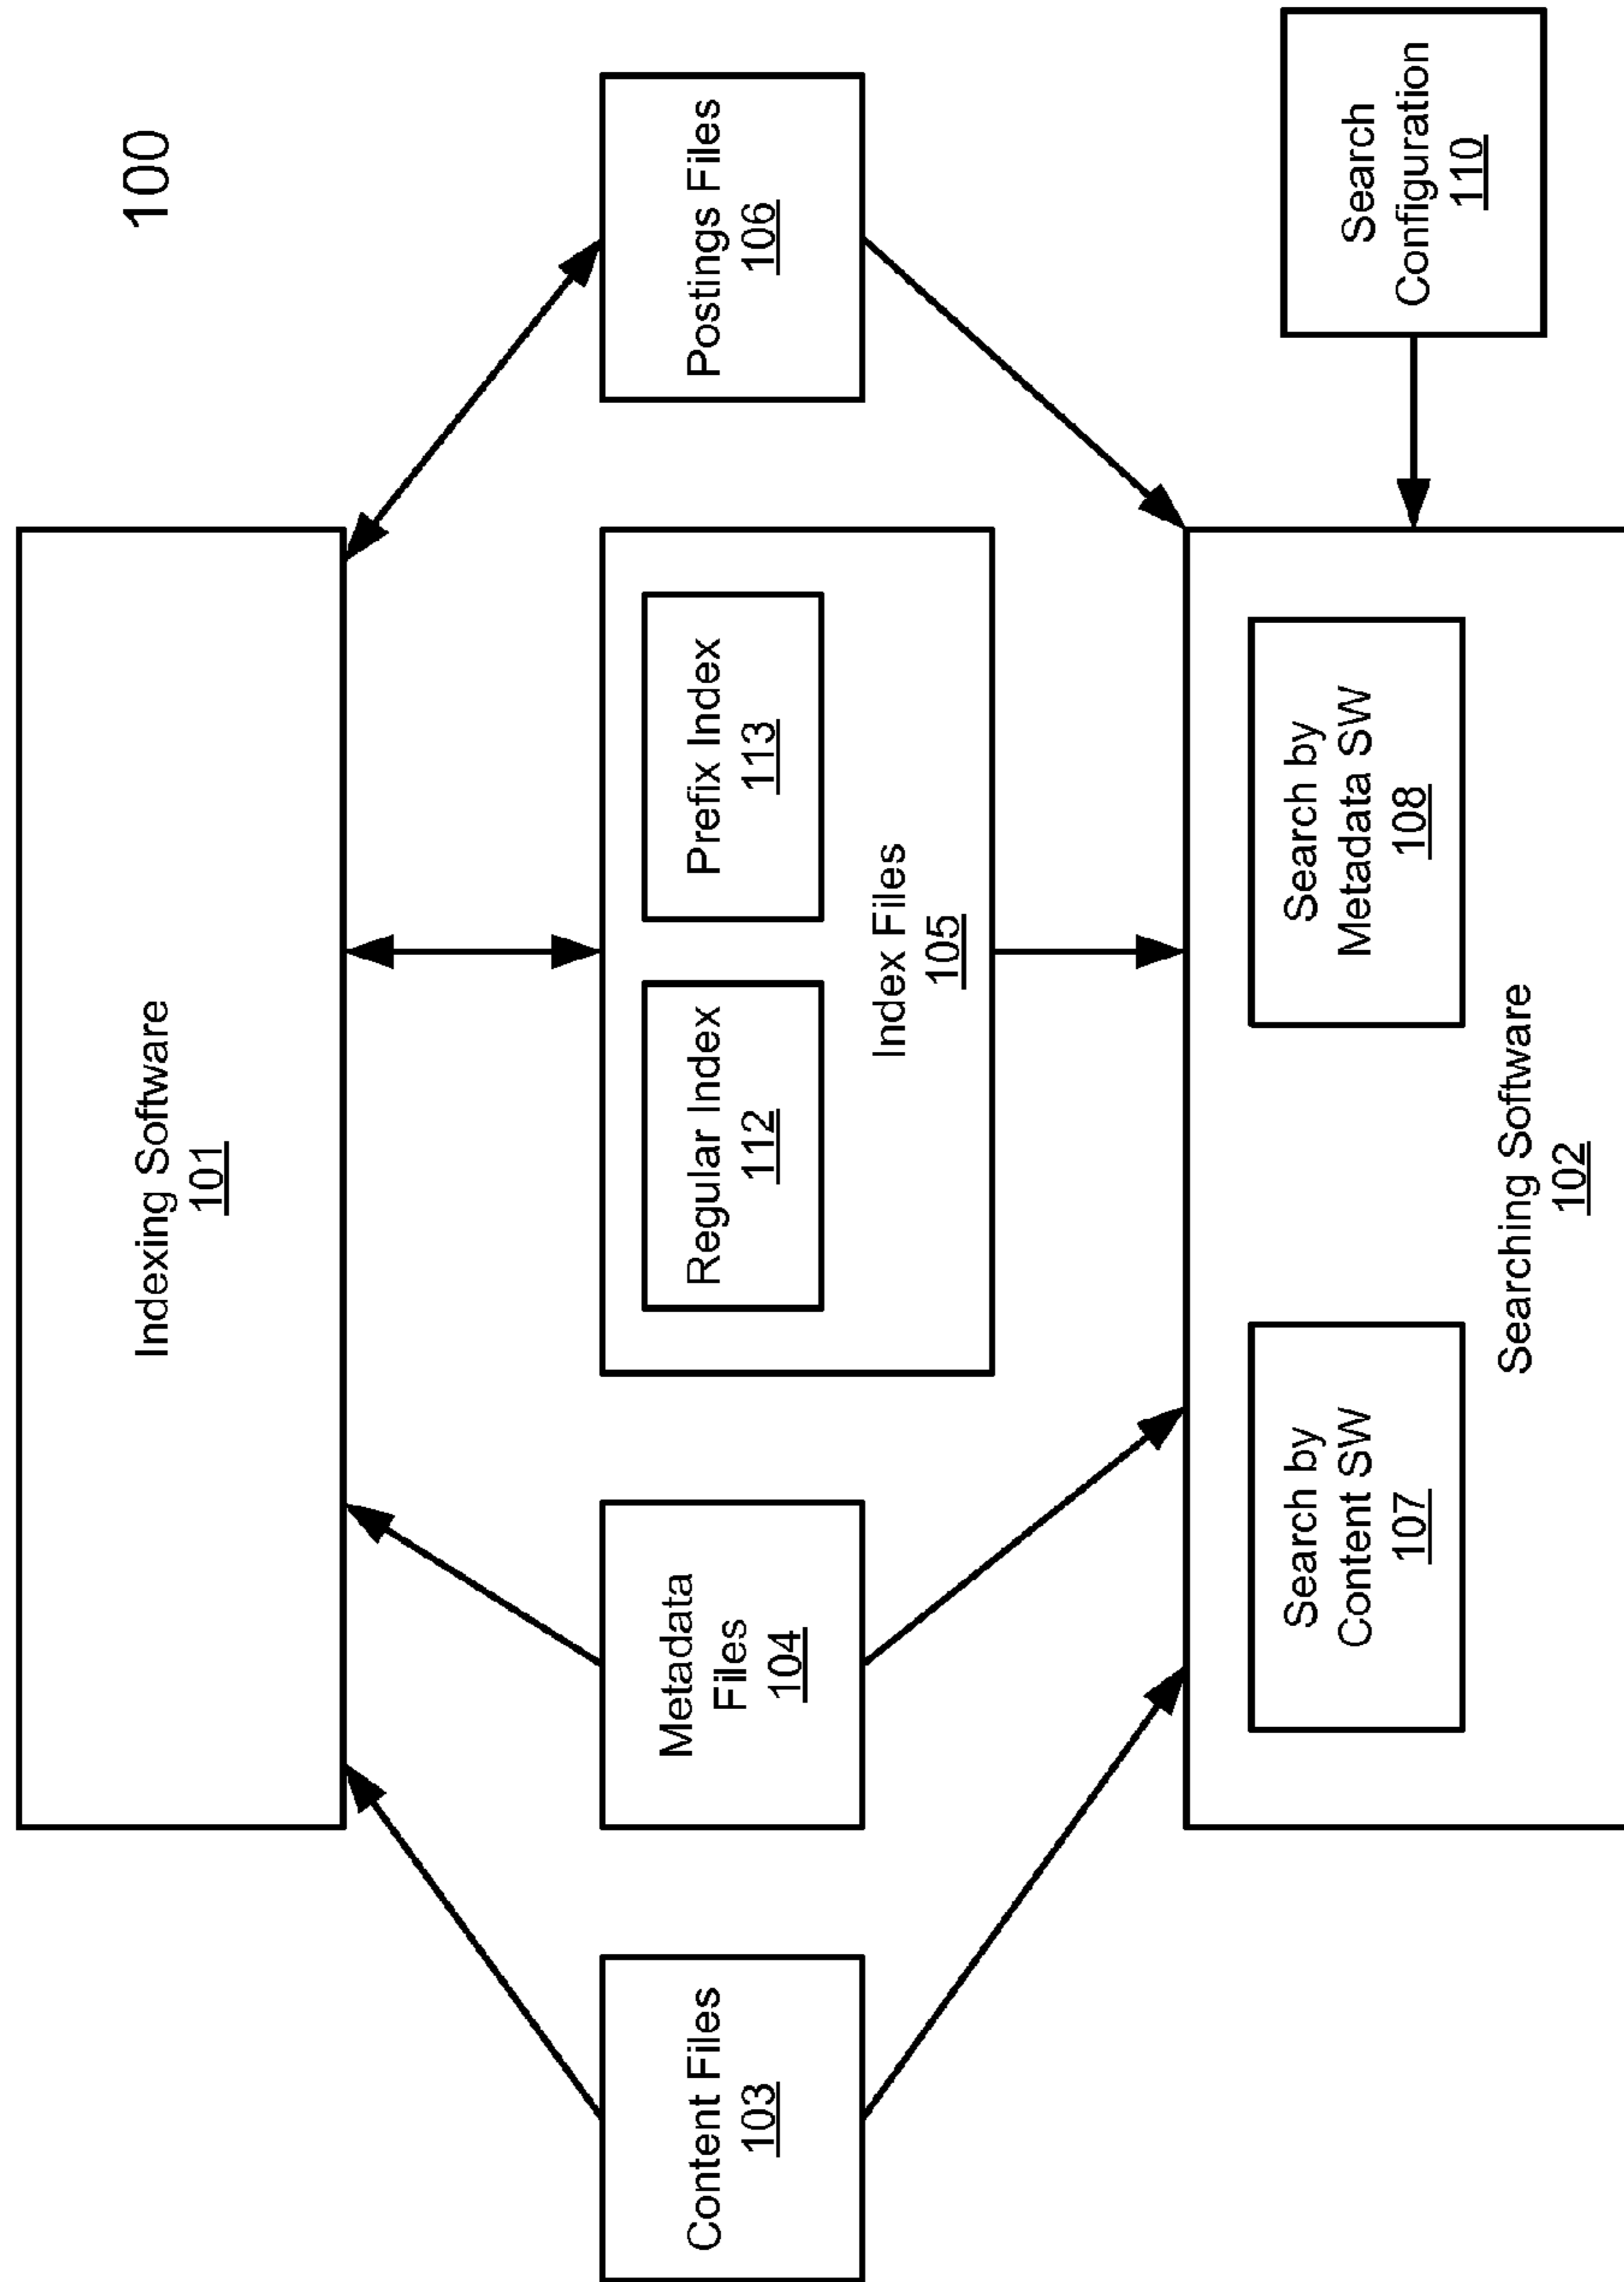 100
Indexing Software
101
Content Files
103
Metadata
Files
104
Regular Index
112
Prefix Index
113
Index Files
105
Postings Files
106
Search by
Content SW
107
Search by
Metadata SW
108
Searching Software
102
Search
Configuration
110